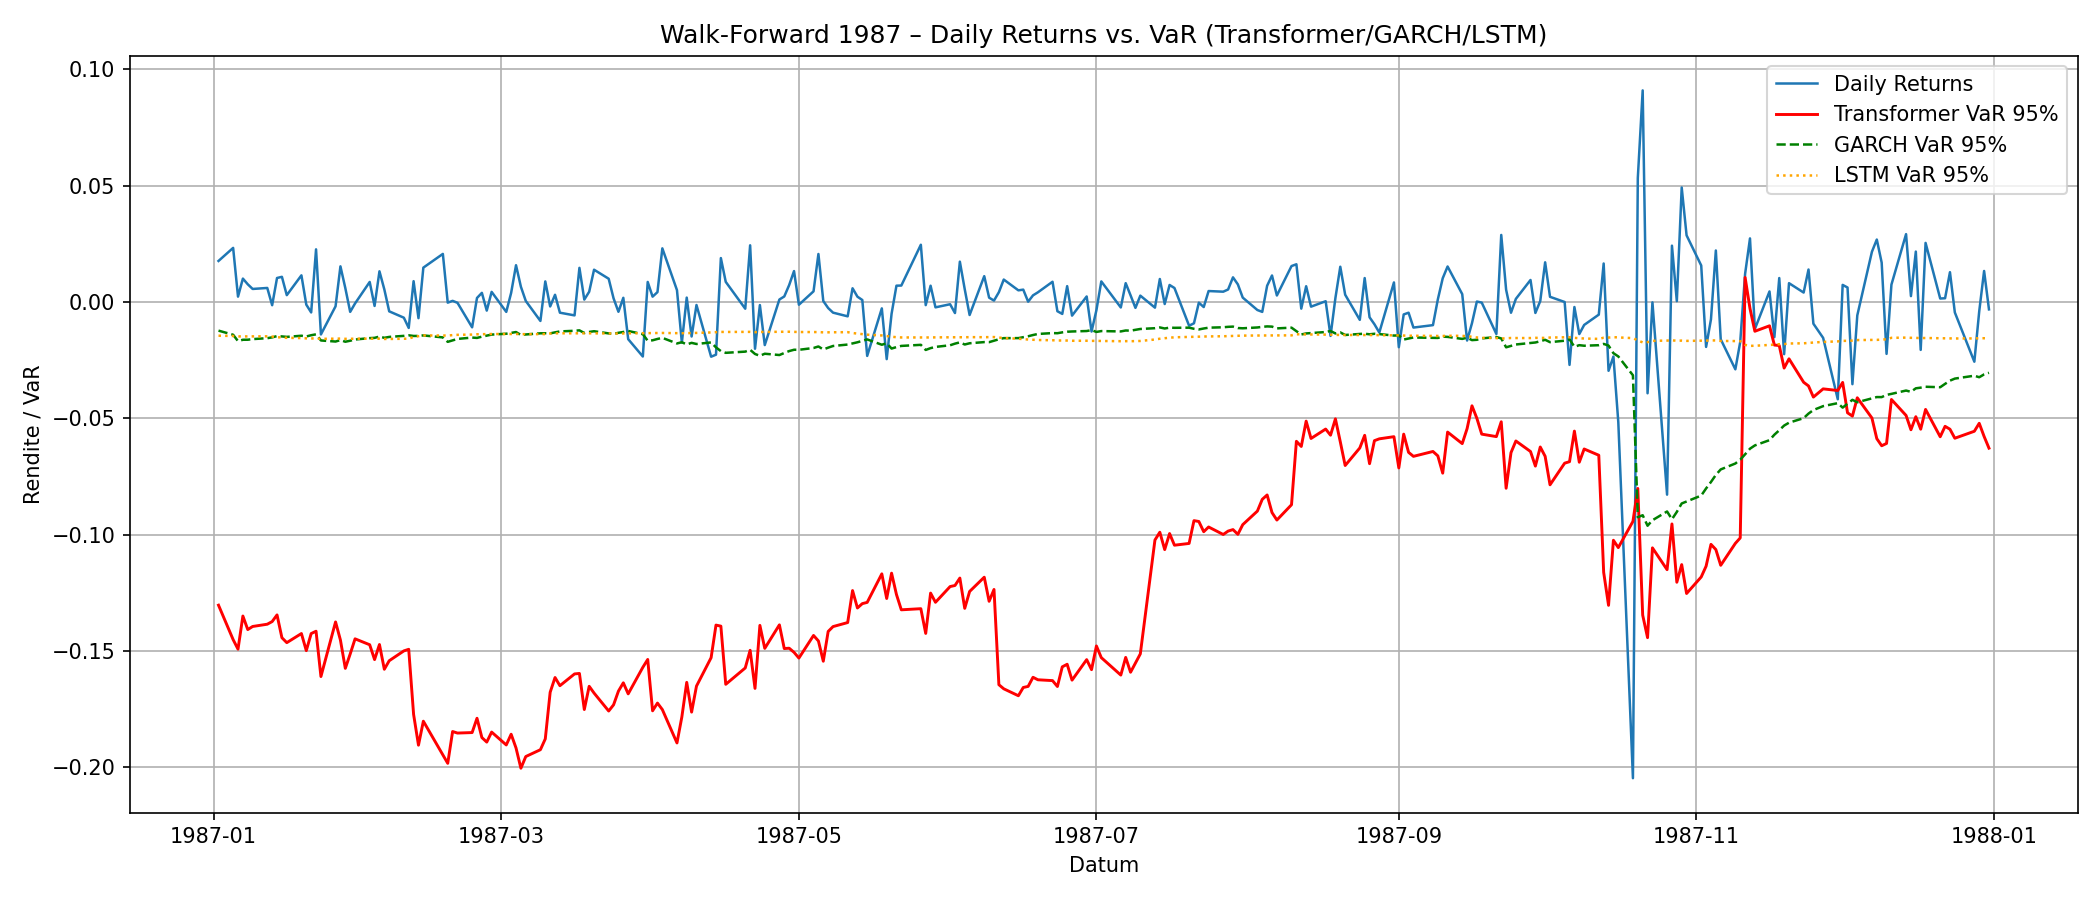 Walk-Forward 1987 – Daily Returns vs. VaR (Transformer/GARCH/LSTM)
Daily Returns
Transformer VaR 95%
GARCH VaR 95%
LSTM VaR 95%
Rendite / VaR
0.10
0.05
0.00
−0.05
−0.10
−0.15
−0.20
1987-01
1987-03
1987-05
1987-07
1987-09
1987-11
1988-01
Datum